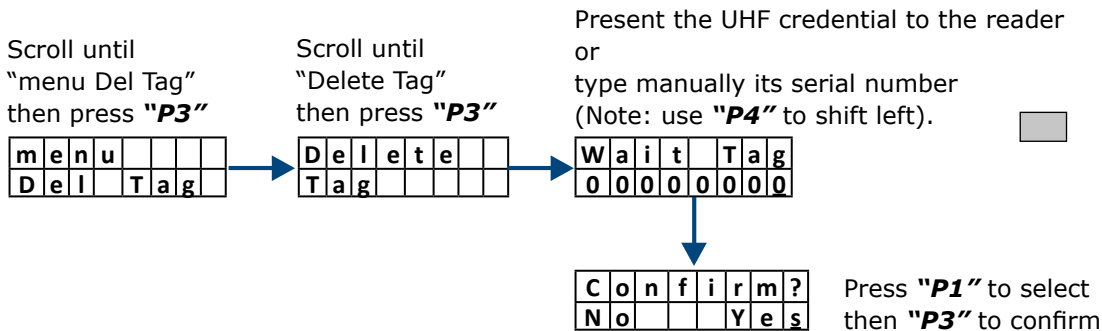 Scroll until
“menu Del Tag”
then press “P3”
menu
Del Tag
Scroll until
“Delete Tag”
then press “P3”
Delete
Tag
Present the UHF credential to the reader
or
type manually its serial number
(Note: use “P4” to shift left).
Wait Tag
00000000
Confirm?
No Yes
Press “P1” to select
then “P3” to confirm